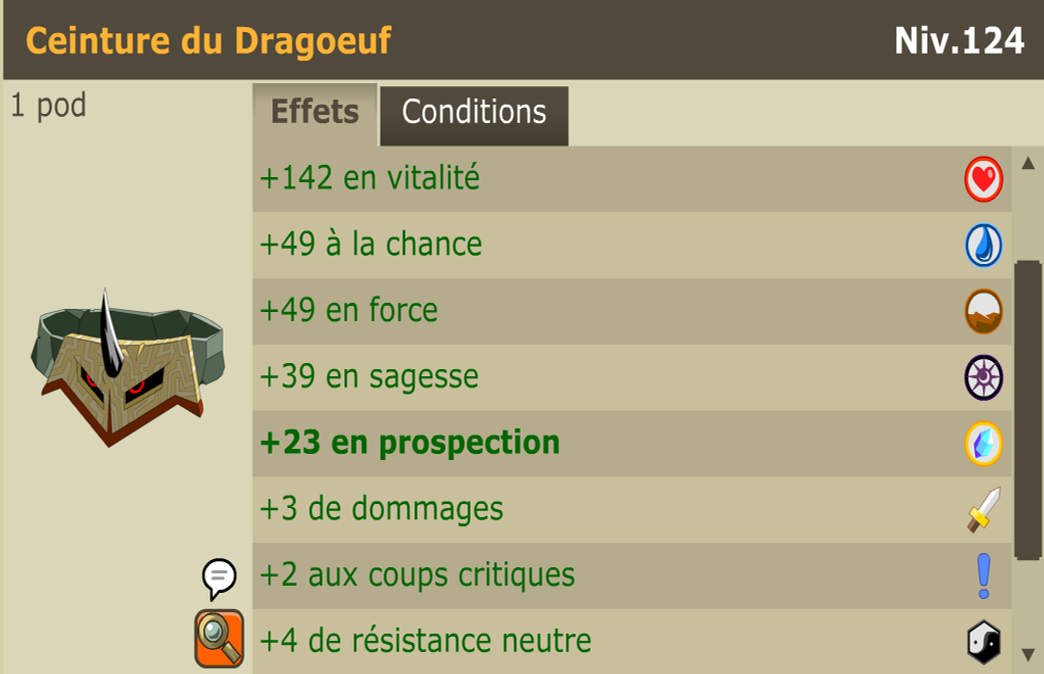 Ceinture du Dragoeuf
Niv.124
1 pod
Effets
Conditions
+142 en vitalité
+49 à la chance
+49 en force
+39 en sagesse
+23 en prospection
+3 de dommages
+2 aux coups critiques
+4 de résistance neutre